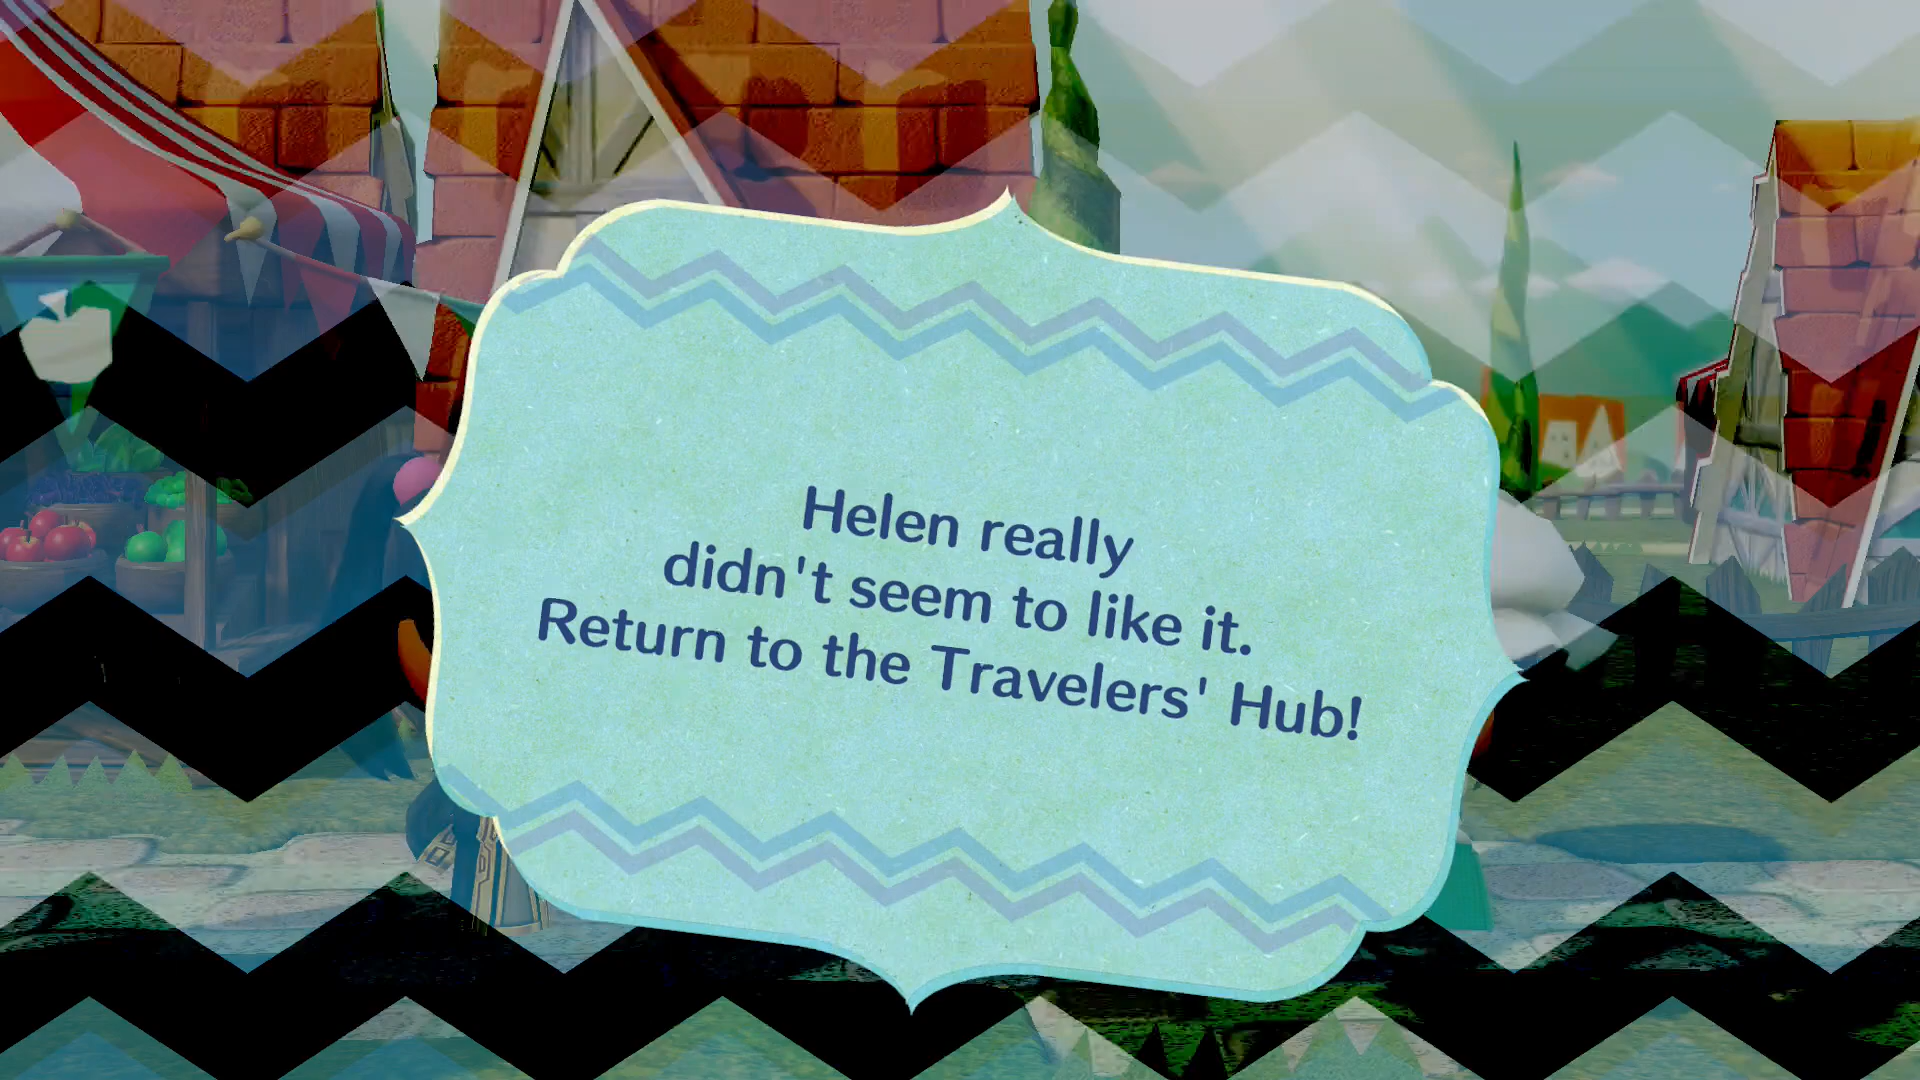 Helen really
didn't seem to like it.
Return to the Travelers' Hub!